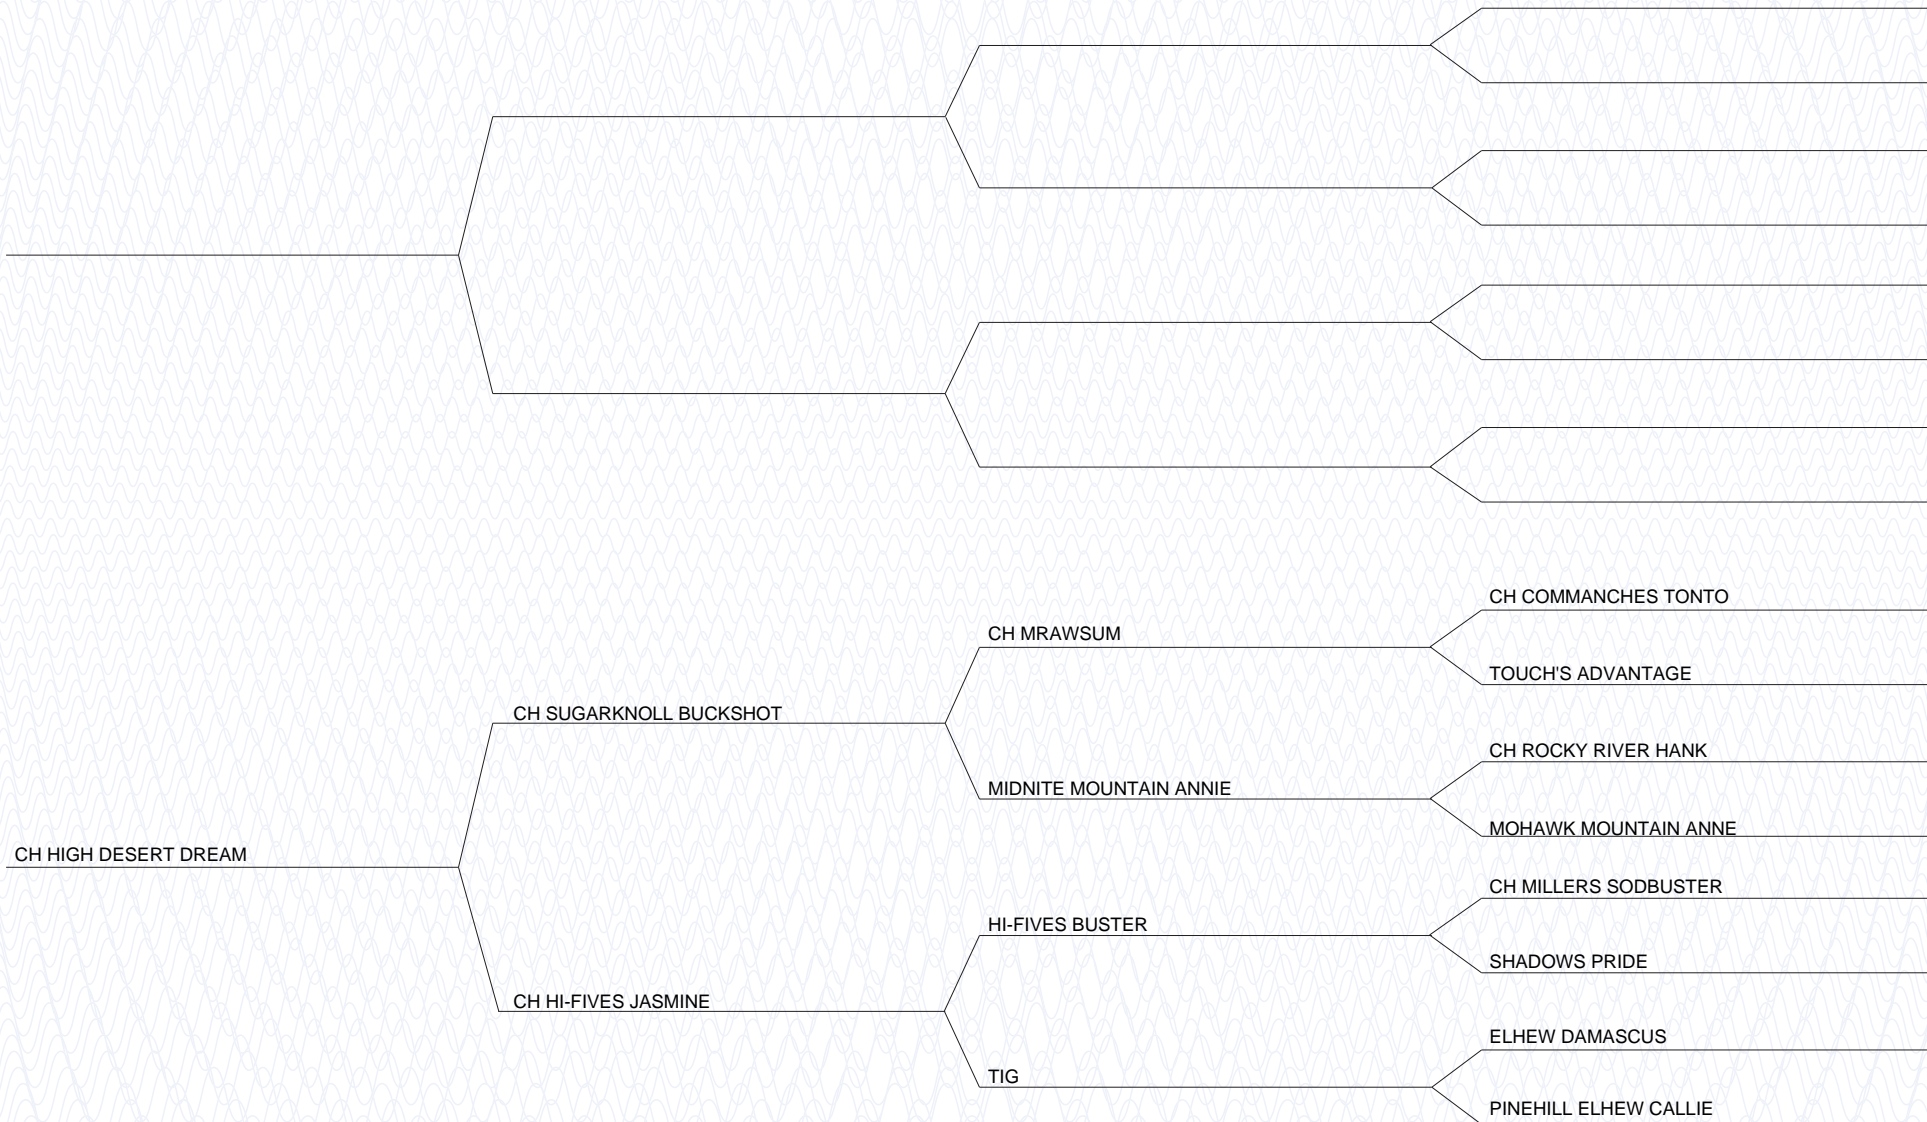 CH COMMANCHES TONTO
CH MRAWSUM
TOUCH'S ADVANTAGE
CH SUGARKNOLL BUCKSHOT
CH ROCKY RIVER HANK
MIDNITE MOUNTAIN ANNIE
MOHAWK MOUNTAIN ANNE
CH HIGH DESERT DREAM
CH MILLERS SODBUSTER
HI-FIVES BUSTER
SHADOWS PRIDE
CH HI-FIVES JASMINE
ELHEW DAMASCUS
TIG
PINEHILL ELHEW CALLIE